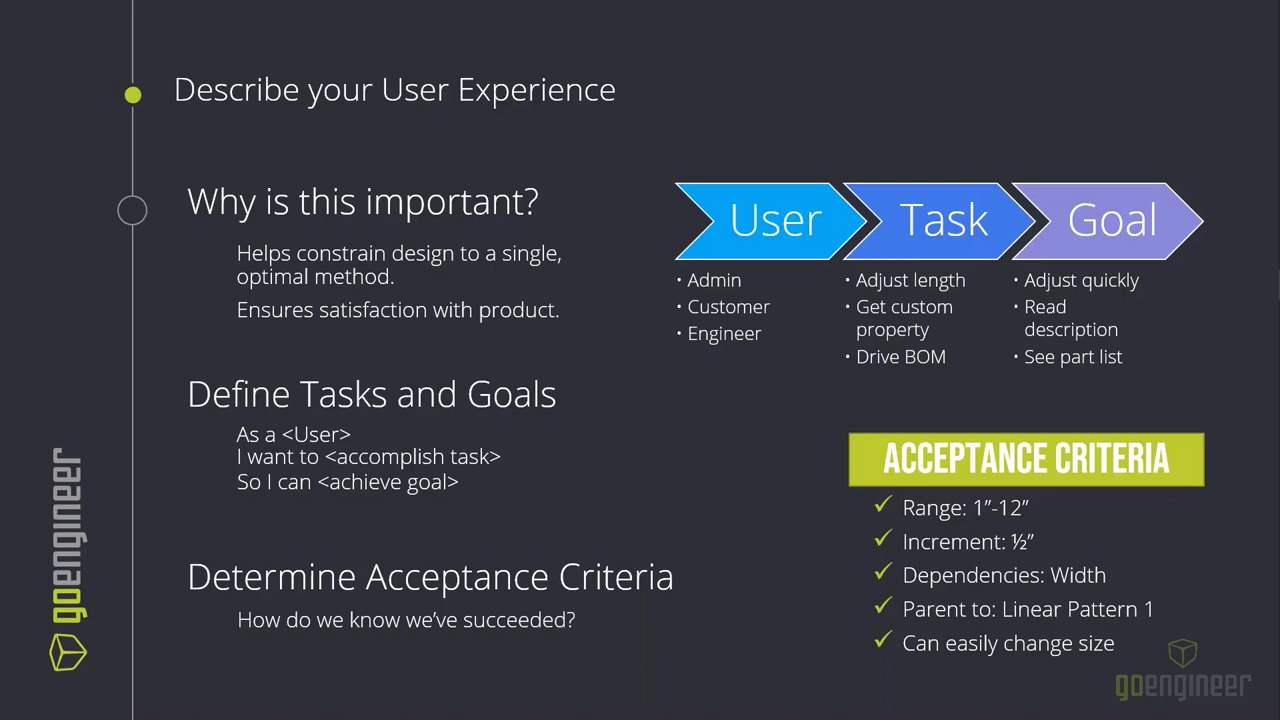 Describe your User Experience
Why is this important?
Helps constrain design to a single,
optimal method.
Ensures satisfaction with product.
Define Tasks and Goals
As a <User>
I want to <accomplish task>
So I can <achieve goal>
Determine Acceptance Criteria
How do we know we’ve succeeded?
User
• Admin
• Customer
• Engineer
Task
• Adjust length
• Get custom
property
• Drive BOM
Goal
• Adjust quickly
• Read
description
• See part list
ACCEPTANCE CRITERIA
✓ Range: 1”-12”
✓ Increment: ½”
✓ Dependencies: Width
✓ Parent to: Linear Pattern 1
✓ Can easily change size
goengineer
goengineer